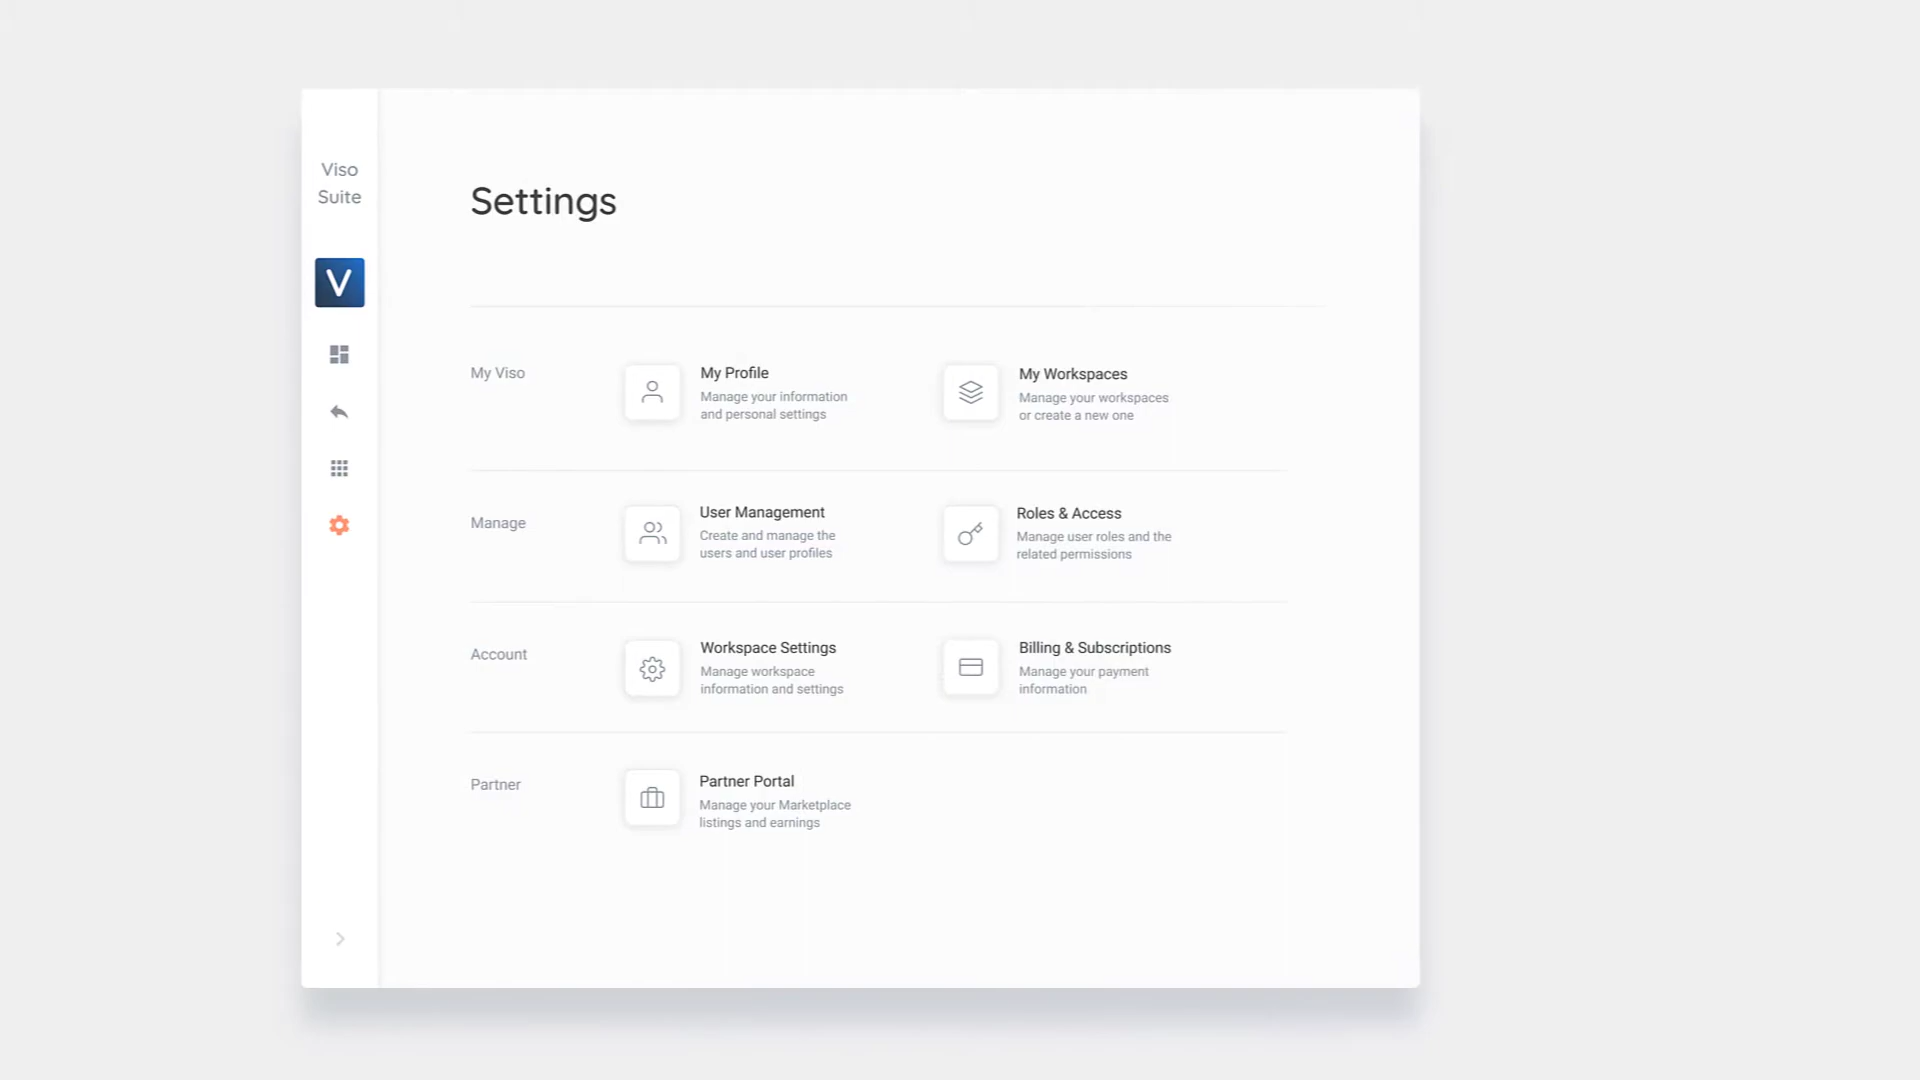 Viso
Suite
V
Settings
My Viso
My Profile
Manage your information
and personal settings
My Workspaces
Manage your workspaces
or create a new one
Manage
User Management
Create and manage the
users and user profiles
Roles & Access
Manage user roles and the
related permissions
Account
Workspace Settings
Manage workspace
information and settings
Billing & Subscriptions
Manage your payment
information
Partner
Partner Portal
Manage your Marketplace
listings and earnings